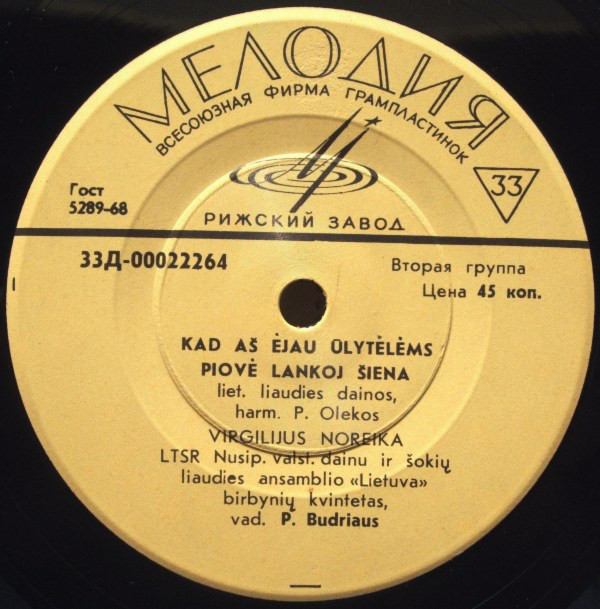 МЕЛОДИЯ
ВСЕСОЮЗНАЯ ФИРМА ГРАМПЛАСТИНОК
Гост
5289-68
33
РИЖСКИЙ ЗАВОД
33Д-00022264
Вторая группа
Цена 45 коп.
KAD AŠ ĖJAU ŪLYTĖLĖMS
PIOVĖ LANKOJ ŠIENA
liet. liaudies dainos,
harm. P. Olekos
VIRGILIJUS NOREIKA
LTSR Nusip. valst. dainu ir šokių
liaudies ansamblio «Lietuva»
birbynių kvintetas,
vad. P. Budriaus